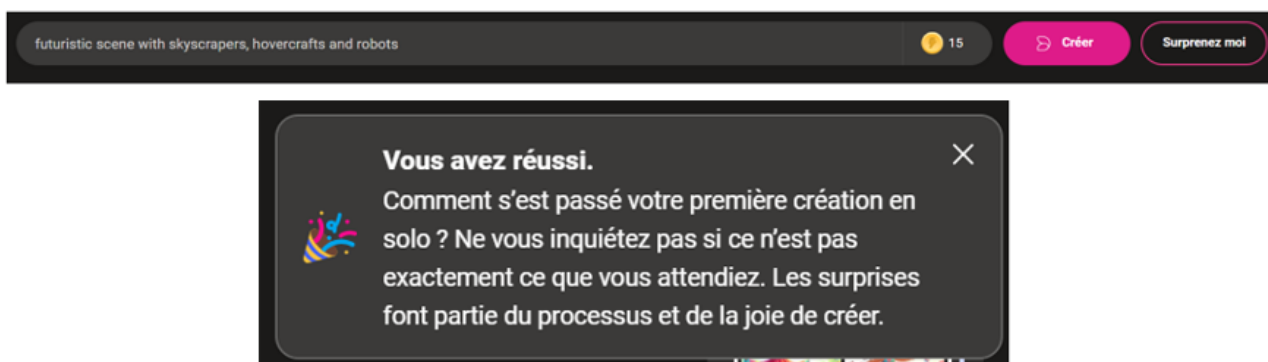 futuristic scene with skyscrapers, hovercrafts and robots 15 Créer Surprenez moi
Vous avez réussi.
Comment s’est passé votre première création en
solo ? Ne vous inquiétez pas si ce n’est pas
exactement ce que vous attendiez. Les surprises
font partie du processus et de la joie de créer.